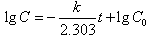 lg C = −k/2.303 t + lg C₀